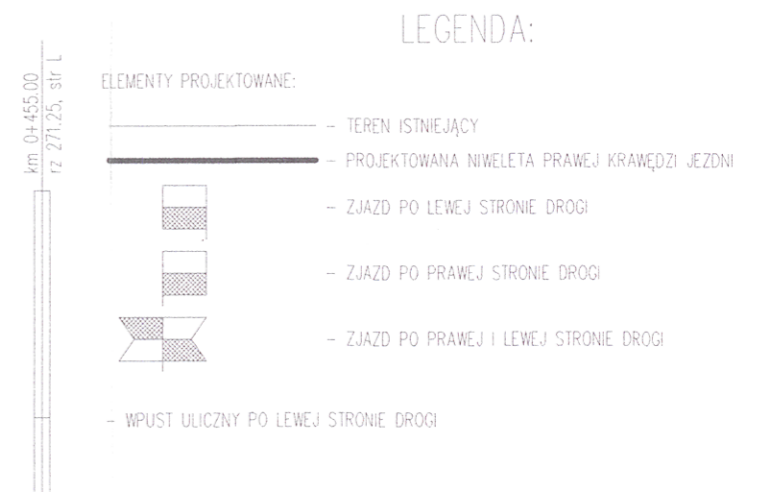 LEGENDA:
km 0+455.00
rz 271.25, str L
ELEMENTY PROJEKTOWANE:
- TEREN ISTNIEJĄCY
- PROJEKTOWANA NIWELETA PRAWEJ KRAWĘDZI JEZDNI
- ZJAZD PO LEWEJ STRONIE DROGI
- ZJAZD PO PRAWEJ STRONIE DROGI
- ZJAZD PO PRAWEJ I LEWEJ STRONIE DROGI
- WPUST ULICZNY PO LEWEJ STRONIE DROGI